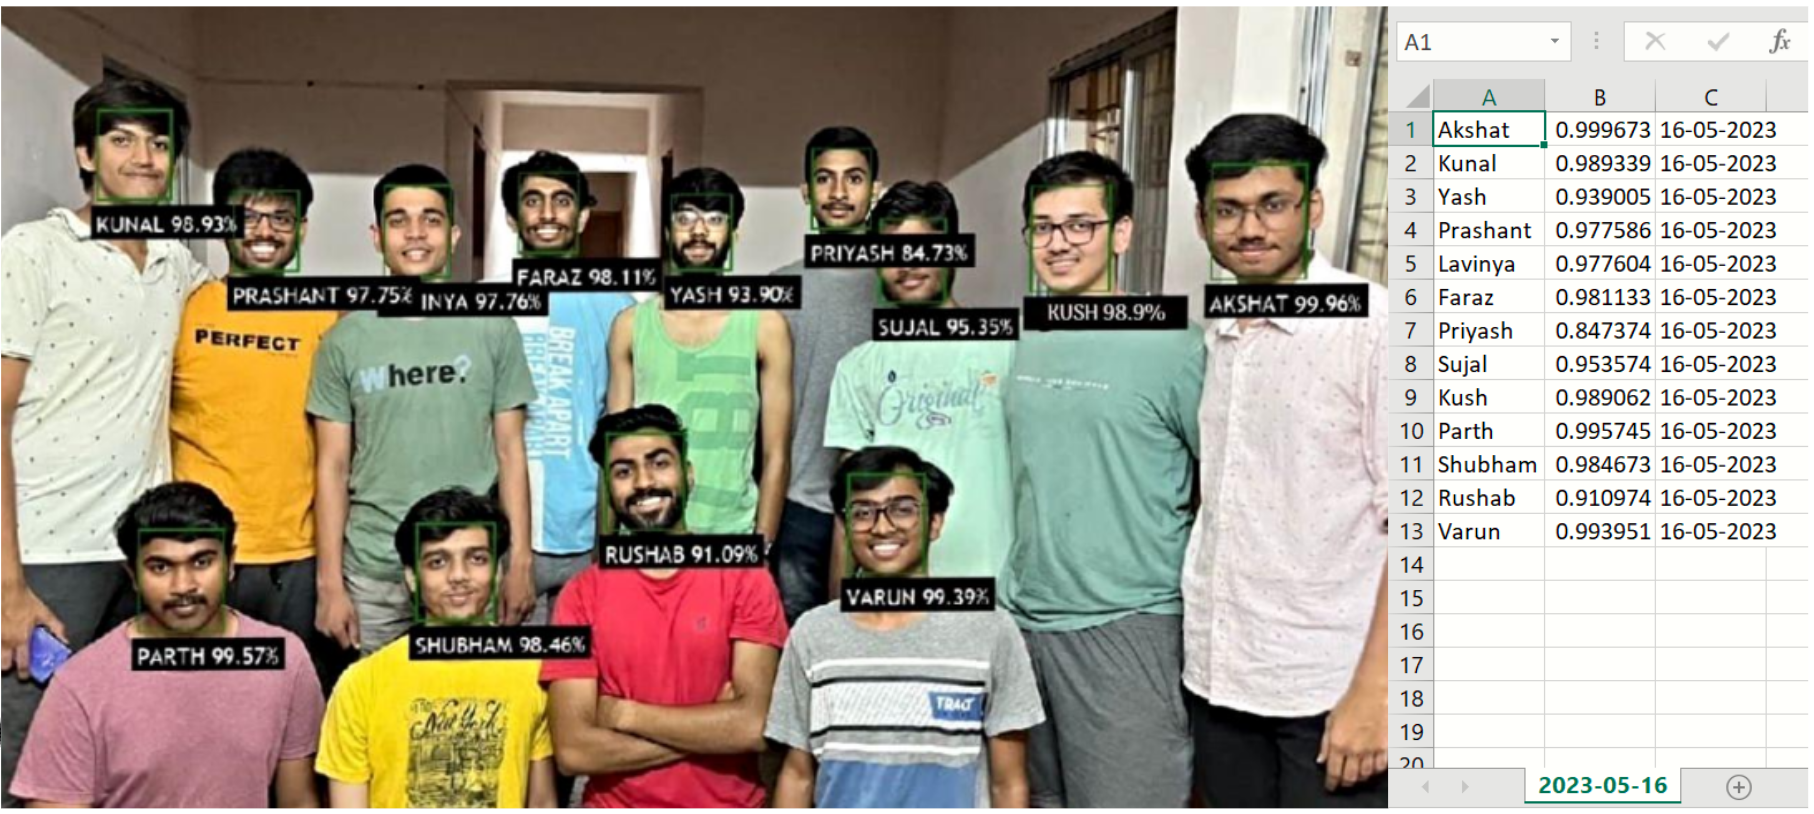 KUNAL 98.93%
PRASHANT 97.75%
INYA 97.76%
FARAZ 98.11%
YASH 93.90%
PRIYASH 84.73%
SUJAL 95.35%
KUSH 98.9%
AKSHAT 99.96%
PERFECT
Where?
BREAK APART
Original
RUSHAB 91.09%
VARUN 99.39%
PARTH 99.57%
SHUBHAM 98.46%
New York
TRACT
A1 fx
A B C
1 Akshat 0.999673 16-05-2023
2 Kunal 0.989339 16-05-2023
3 Yash 0.939005 16-05-2023
4 Prashant 0.977586 16-05-2023
5 Lavinya 0.977604 16-05-2023
6 Faraz 0.981133 16-05-2023
7 Priyash 0.847374 16-05-2023
8 Sujal 0.953574 16-05-2023
9 Kush 0.989062 16-05-2023
10 Parth 0.995745 16-05-2023
11 Shubham 0.984673 16-05-2023
12 Rushab 0.910974 16-05-2023
13 Varun 0.993951 16-05-2023
14
15
16
17
18
19
20
2023-05-16